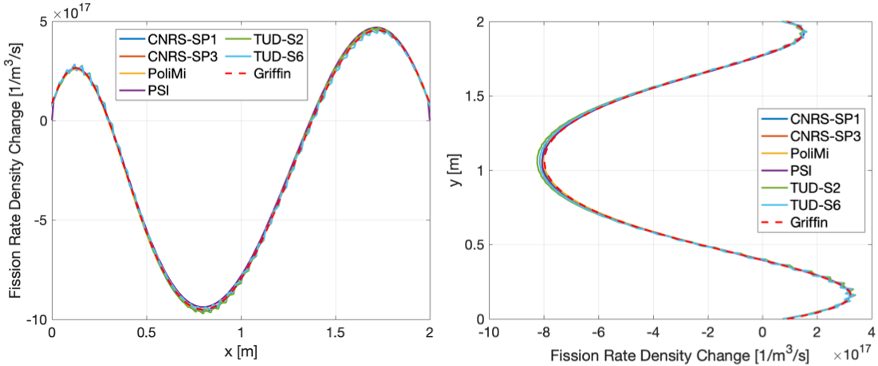 ×10¹⁷
5
0
-5
-10
Fission Rate Density Change [1/m³/s]
CNRS-SP1
CNRS-SP3
PoliMi
PSI
TUD-S2
TUD-S6
Griffin
0
0.5
1
1.5
2
x [m]
2
1.5
1
0.5
0
y [m]
CNRS-SP1
CNRS-SP3
PoliMi
PSI
TUD-S2
TUD-S6
Griffin
-10
-8
-6
-4
-2
0
2
4
Fission Rate Density Change [1/m³/s]
×10¹⁷